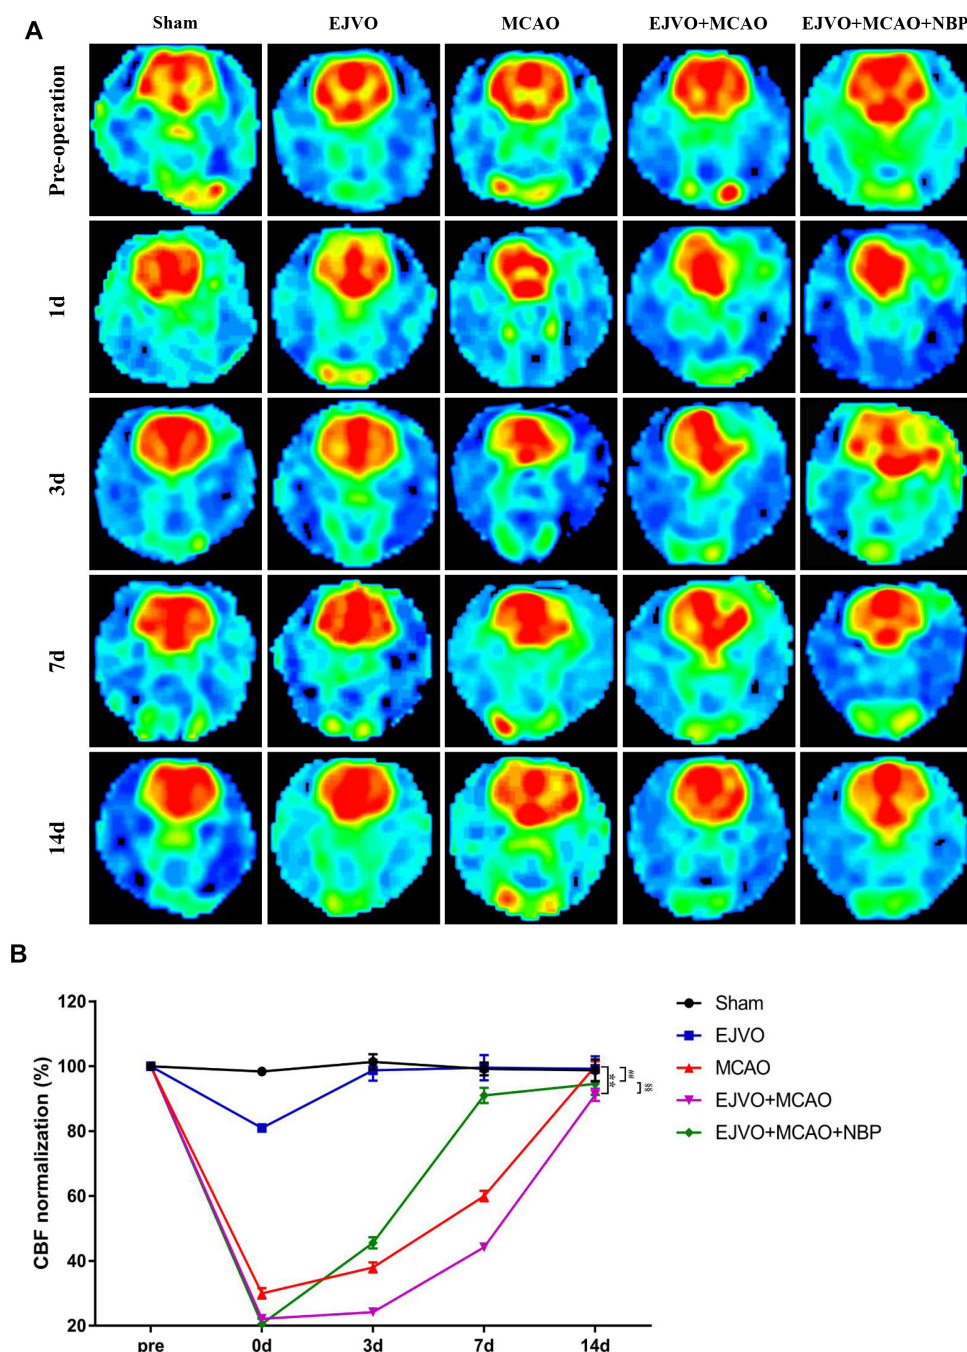 A
Sham EJVO MCAO EJVO+MCAO EJVO+MCAO+NBP
Pre-operation
1d
3d
7d
14d
B
CBF normalization (%)
120
100
80
60
40
20
pre 0d 3d 7d 14d
** ## §§
Sham
EJVO
MCAO
EJVO+MCAO
EJVO+MCAO+NBP